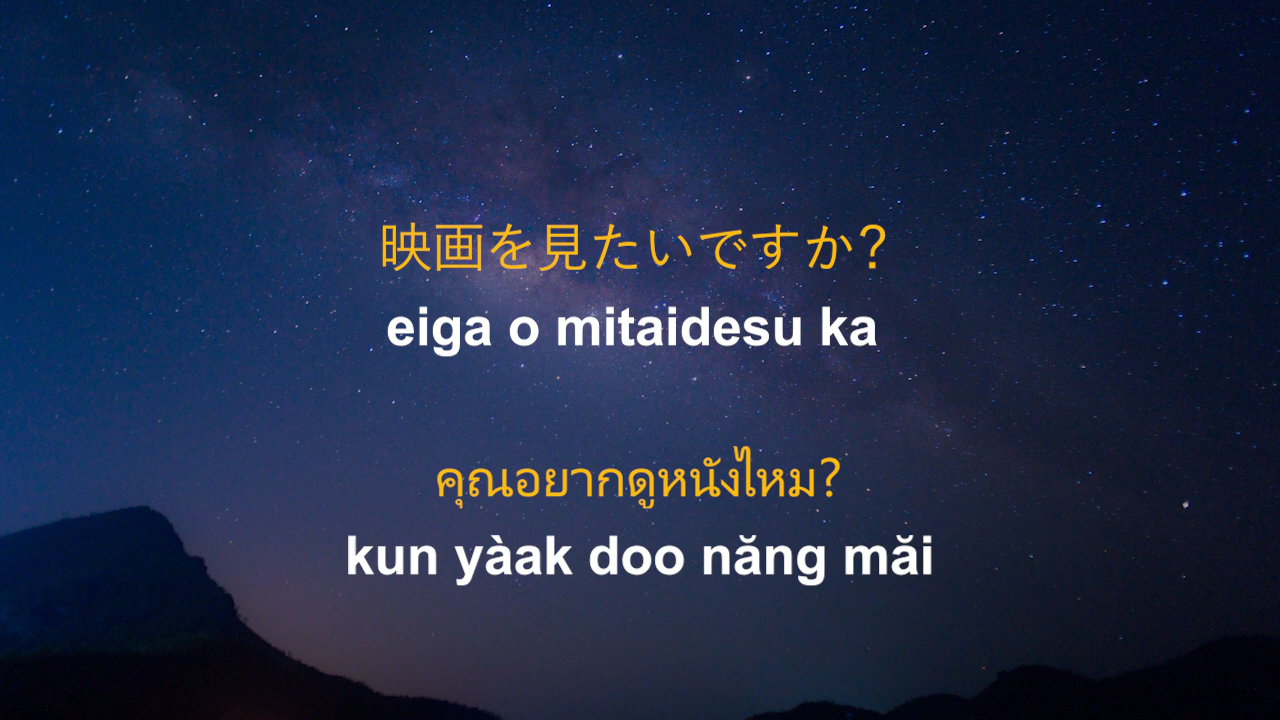 映画を見たいですか?
eiga o mitaidesu ka
คุณอยากดูหนังไหม?
kun yàak doo năng măi